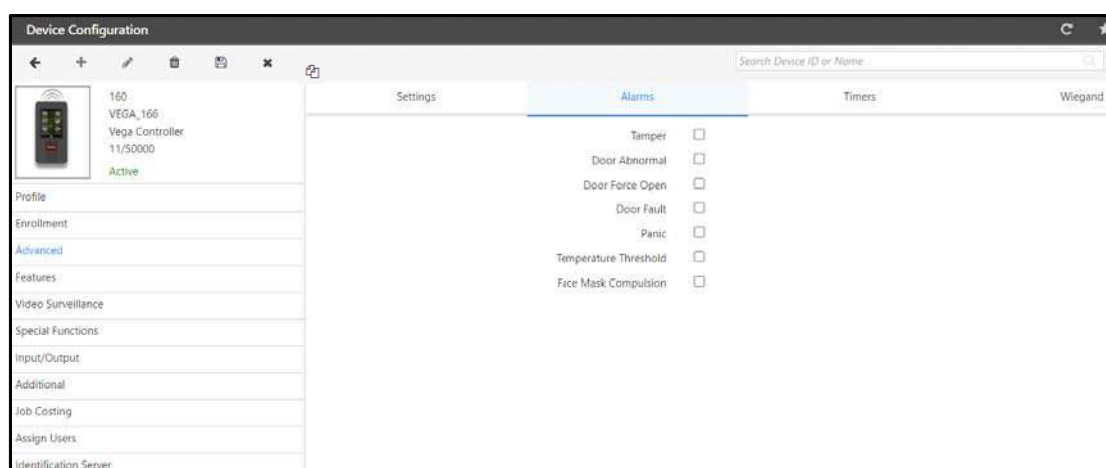 Device Configuration
Search Device ID or Name
160
VEGA_166
Vega Controller
11/50000
Active
Profile
Enrollment
Advanced
Features
Video Surveillance
Special Functions
Input/Output
Additional
Job Costing
Assign Users
Identification Server
Settings Alarms Timers Wiegand
Tamper
Door Abnormal
Door Force Open
Door Fault
Panic
Temperature Threshold
Face Mask Compulsion